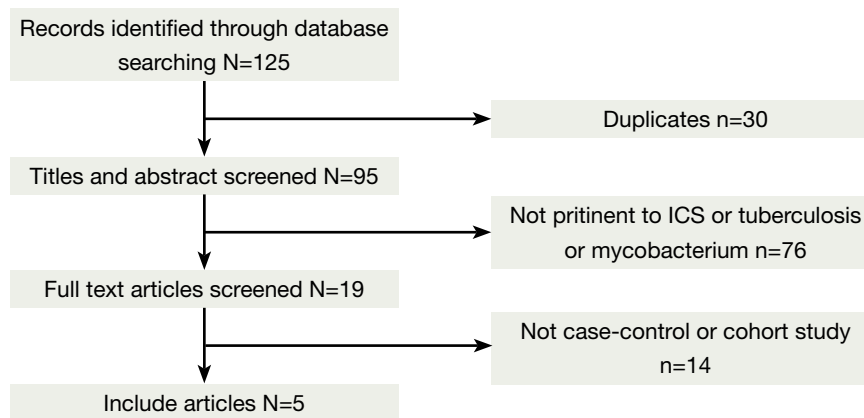 Records identified through database
searching N=125
Duplicates n=30
Titles and abstract screened N=95
Not pritinent to ICS or tuberculosis
or mycobacterium n=76
Full text articles screened N=19
Not case-control or cohort study
n=14
Include articles N=5